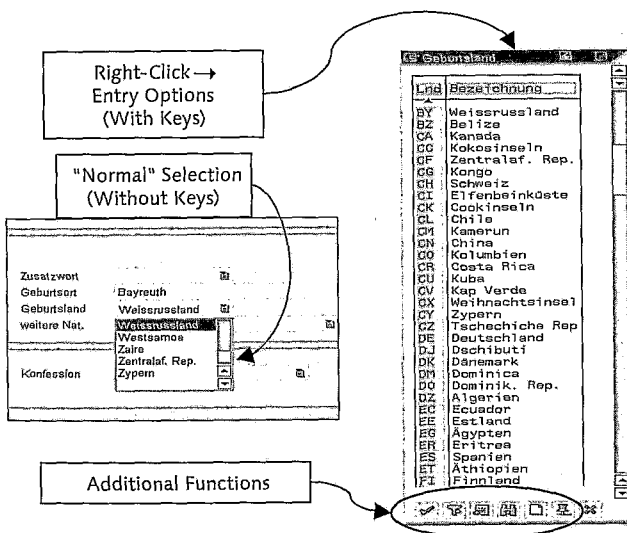 Right-Click →
Entry Options
(With Keys)
"Normal" Selection
(Without Keys)
Zusatzwort
Geburtsort Bayreuth
Geburtsland Weissrussland
weitere Nat.
Weissrussland
Westsamoa
Zaire
Zentralaf. Rep.
Zypern
Konfession
Additional Functions
Geburtsland
Lnd Bezeichnung
BY Weissrussland
BZ Belize
CA Kanada
CC Kokosinseln
CF Zentralaf. Rep.
CG Kongo
CH Schweiz
CI Elfenbeinküste
CK Cookinseln
CL Chile
CM Kamerun
CN China
CO Kolumbien
CR Costa Rica
CU Kuba
CV Kap Verde
CX Weihnachtsinsel
CY Zypern
CZ Tschechiche Rep
DE Deutschland
DJ Dschibuti
DK Dänemark
DM Dominica
DO Dominik. Rep.
DZ Algerien
EC Ecuador
EE Estland
EG Ägypten
ER Eritrea
ES Spanien
ET Äthiopien
FI Finnland